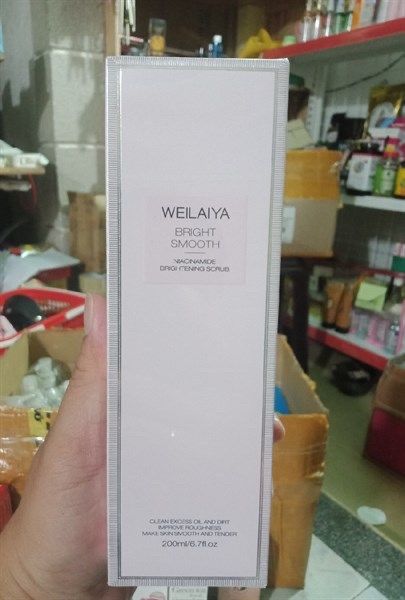 WEILAIYA
BRIGHT
SMOOTH
NIACINAMIDE
BRIGHTENING SCRUB
CLEAN EXCESS OIL AND DIRT
IMPROVE ROUGHNESS
MAKE SKIN SMOOTH AND TENDER
200ml/6.7fl.oz